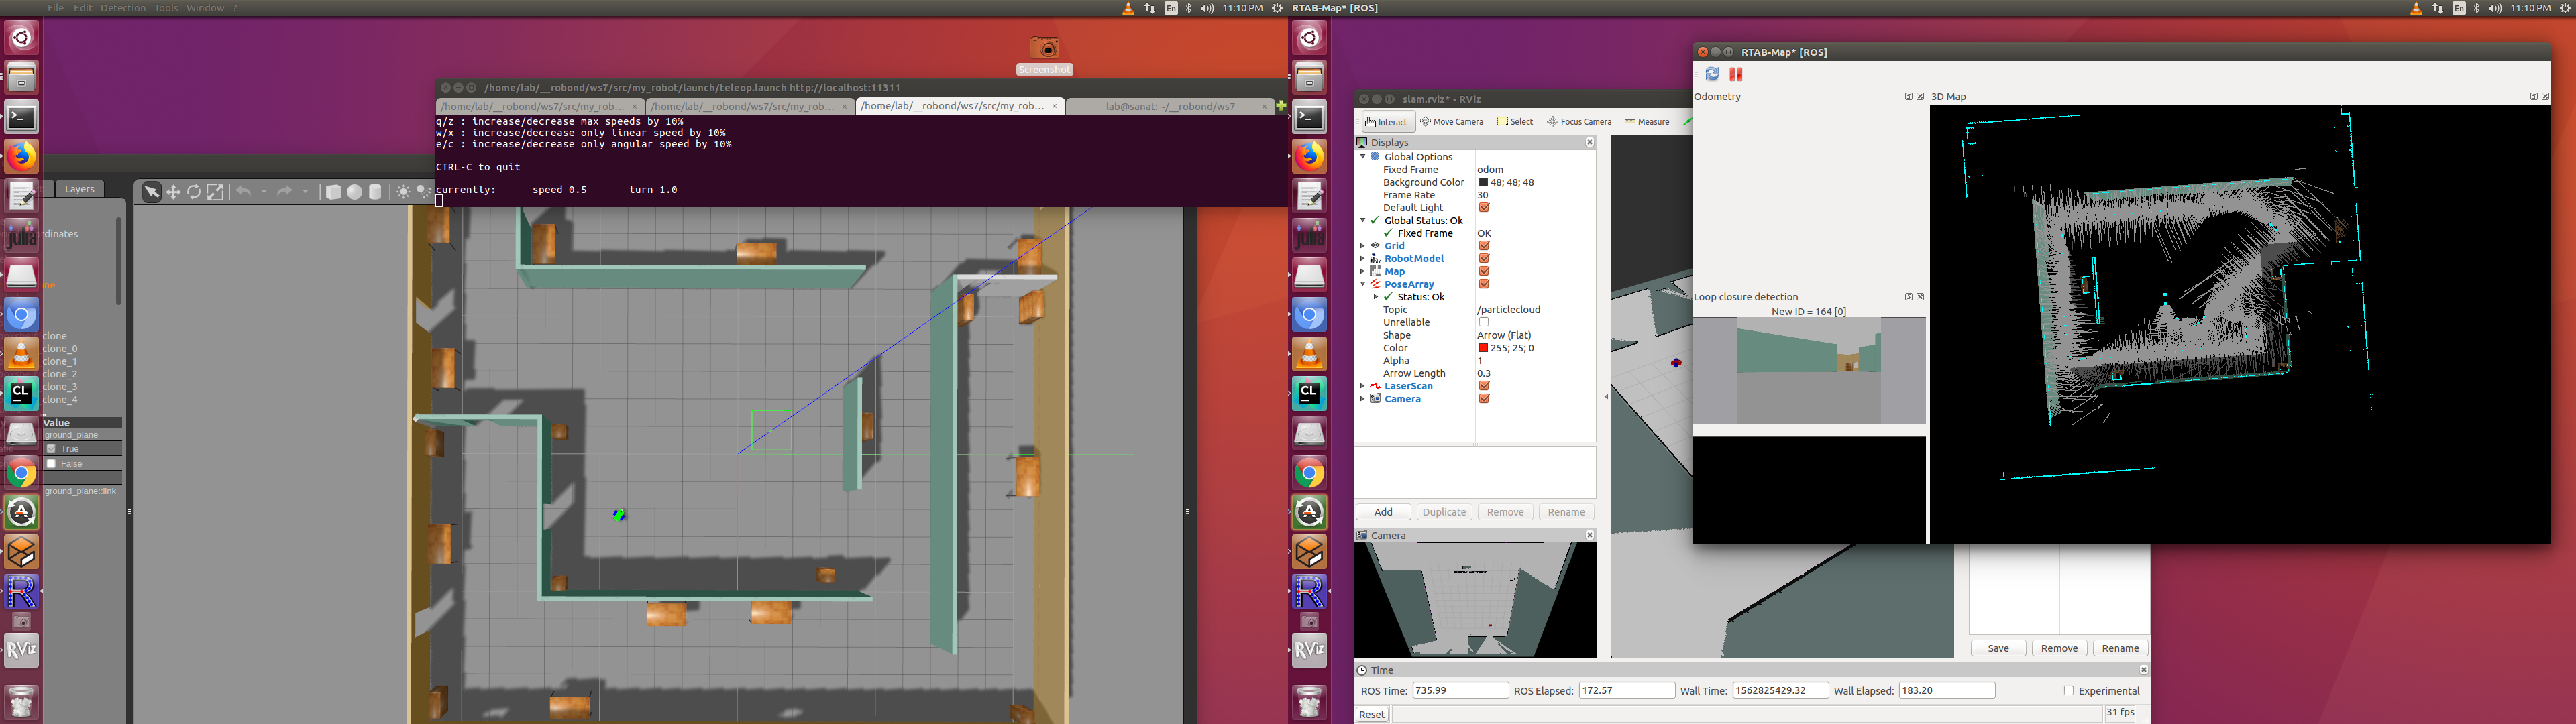 File Edit Detection Tools Window ?
En
11:10 PM
RTAB-Map* [ROS]
En
11:10 PM
Screenshot
/home/lab/__robond/ws7/src/my_robot/launch/teleop.launch http://localhost:11311
/home/lab/__robond/ws7/src/my_rob...
/home/lab/__robond/ws7/src/my_rob...
/home/lab/__robond/ws7/src/my_rob...
lab@sanat: ~/__robond/ws7
q/z : increase/decrease max speeds by 10%
w/x : increase/decrease only linear speed by 10%
e/c : increase/decrease only angular speed by 10%
CTRL-C to quit
currently: speed 0.5 turn 1.0
Layers
rdinates
ne
clone
clone_0
clone_1
clone_2
clone_3
clone_4
Value
ground_plane
True
False
ground_plane::link
julia
CL
RViz
julia
CL
RViz
slam.rviz* - RViz
Interact Move Camera Select Focus Camera Measure
Displays
Global Options
Fixed Frame odom
Background Color 48; 48; 48
Frame Rate 30
Default Light
Global Status: Ok
Fixed Frame OK
Grid
RobotModel
Map
PoseArray
Status: Ok
Topic /particlecloud
Unreliable
Shape Arrow (Flat)
Color 255; 25; 0
Alpha 1
Arrow Length 0.3
LaserScan
Camera
Add Duplicate Remove Rename
Camera
Time
ROS Time: 735.99 ROS Elapsed: 172.57 Wall Time: 1562825429.32 Wall Elapsed: 183.20 Experimental
Reset
31 fps
Save Remove Rename
RTAB-Map* [ROS]
Odometry
3D Map
Loop closure detection
New ID = 164 [0]